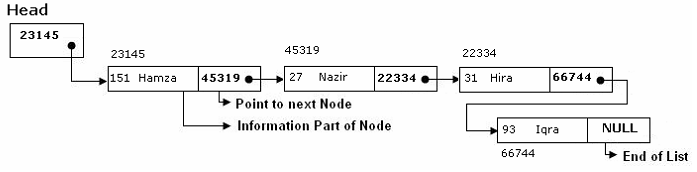 Head
23145
23145
151 Hamza 45319
45319
27 Nazir 22334
22334
31 Hira 66744
Point to next Node
Information Part of Node
93 Iqra NULL
66744
End of List